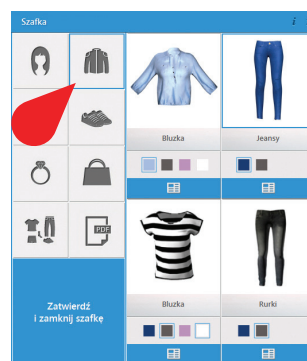 Szafka
i
Bluzka
Jeansy
PDF
Bluzka
Rurki
Zatwierdź
i zamknij szafkę